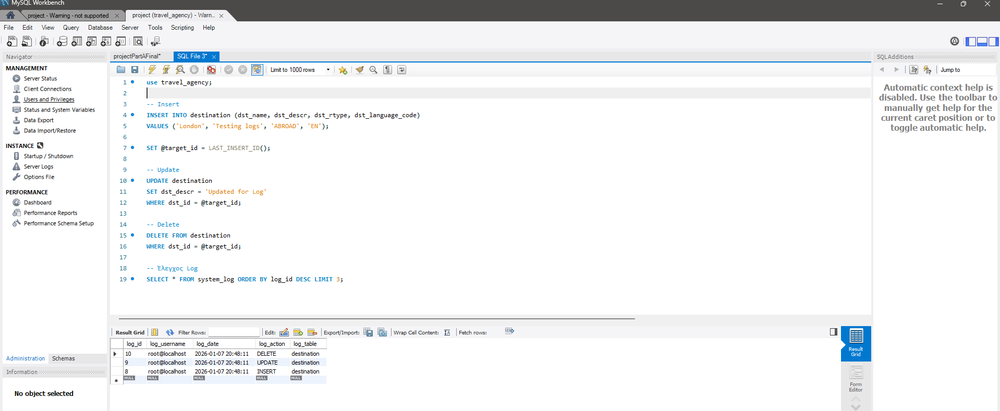 MySQL Workbench
project - Warning - not supported
project (travel_agency) - Warn...
File Edit View Query Database Server Tools Scripting Help
Navigator
MANAGEMENT
Server Status
Client Connections
Users and Privileges
Status and System Variables
Data Export
Data Import/Restore
INSTANCE
Startup / Shutdown
Server Logs
Options File
PERFORMANCE
Dashboard
Performance Reports
Performance Schema Setup
Administration Schemas
Information
No object selected
projectPartAFinal* SQL File 3*
Limit to 1000 rows
1 use travel_agency;
2
3 -- Insert
4 INSERT INTO destination (dst_name, dst_descr, dst_rtype, dst_language_code)
5 VALUES ('London', 'Testing logs', 'ABROAD', 'EN');
6
7 SET @target_id = LAST_INSERT_ID();
8
9 -- Update
10 UPDATE destination
11 SET dst_descr = 'Updated for Log'
12 WHERE dst_id = @target_id;
13
14 -- Delete
15 DELETE FROM destination
16 WHERE dst_id = @target_id;
17
18 -- Έλεγχος Log
19 SELECT * FROM system_log ORDER BY log_id DESC LIMIT 3;
Result Grid Filter Rows: Edit: Export/Import: Wrap Cell Content: Fetch rows:
log_id log_username log_date log_action log_table
10 root@localhost 2026-01-07 20:48:11 DELETE destination
9 root@localhost 2026-01-07 20:48:11 UPDATE destination
8 root@localhost 2026-01-07 20:48:11 INSERT destination
NULL NULL NULL NULL NULL
Result
Grid
Form
Editor
SQLAdditions
Jump to
Automatic context help is
disabled. Use the toolbar to
manually get help for the
current caret position or to
toggle automatic help.